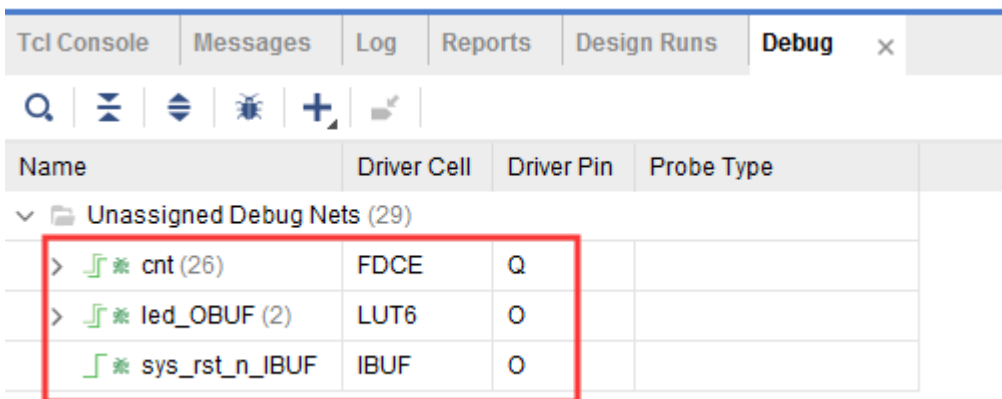 Tcl Console Messages Log Reports Design Runs Debug
Name Driver Cell Driver Pin Probe Type
Unassigned Debug Nets (29)
cnt (26) FDCE Q
led_OBUF (2) LUT6 O
sys_rst_n_IBUF IBUF O